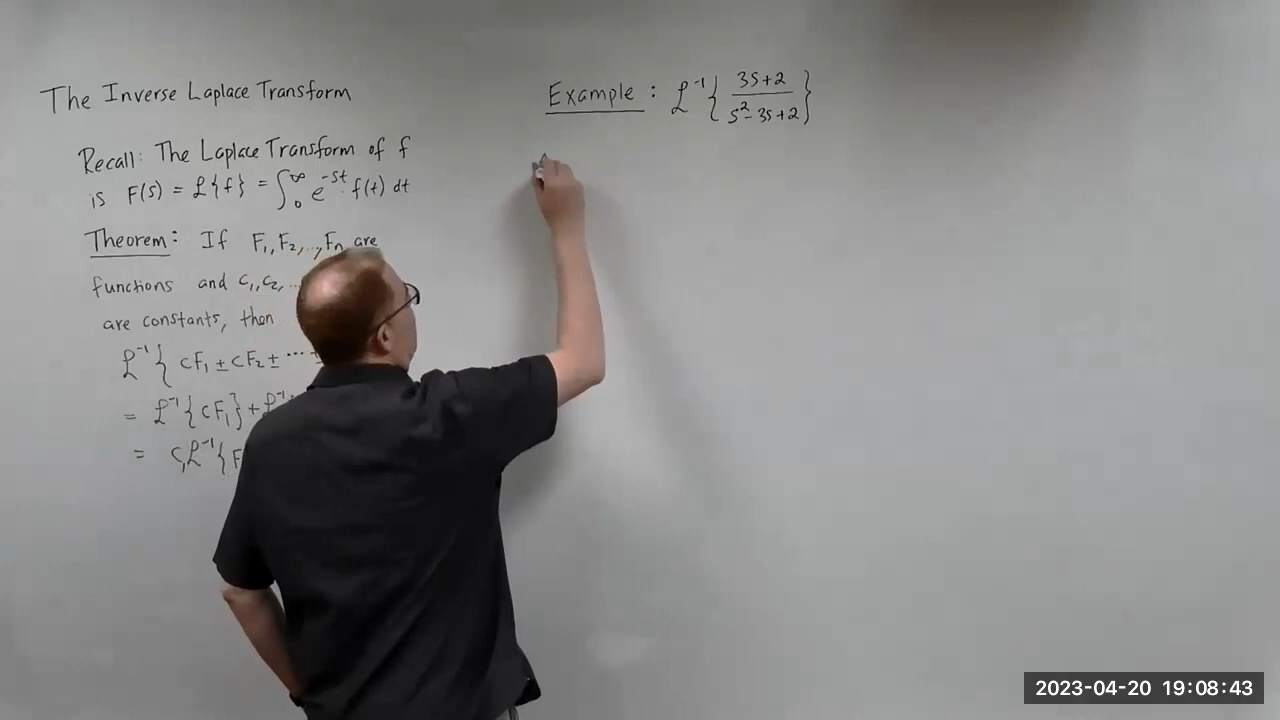 The Inverse Laplace Transform
Recall: The Laplace Transform of f
is F(s) = ℒ{f} = ∫₀^∞ e^{-st} · f(t) dt
Theorem: If F₁, F₂, ..., Fₙ are
functions and c₁, c₂, ..
are constants, then
ℒ⁻¹{ cF₁ ± cF₂ ± ... ±
= ℒ⁻¹{cF₁} + ℒ⁻¹
= c₁ℒ⁻¹{F
Example: ℒ⁻¹{ (3s+2)/(s²-3s+2) }
2023-04-20 19:08:43